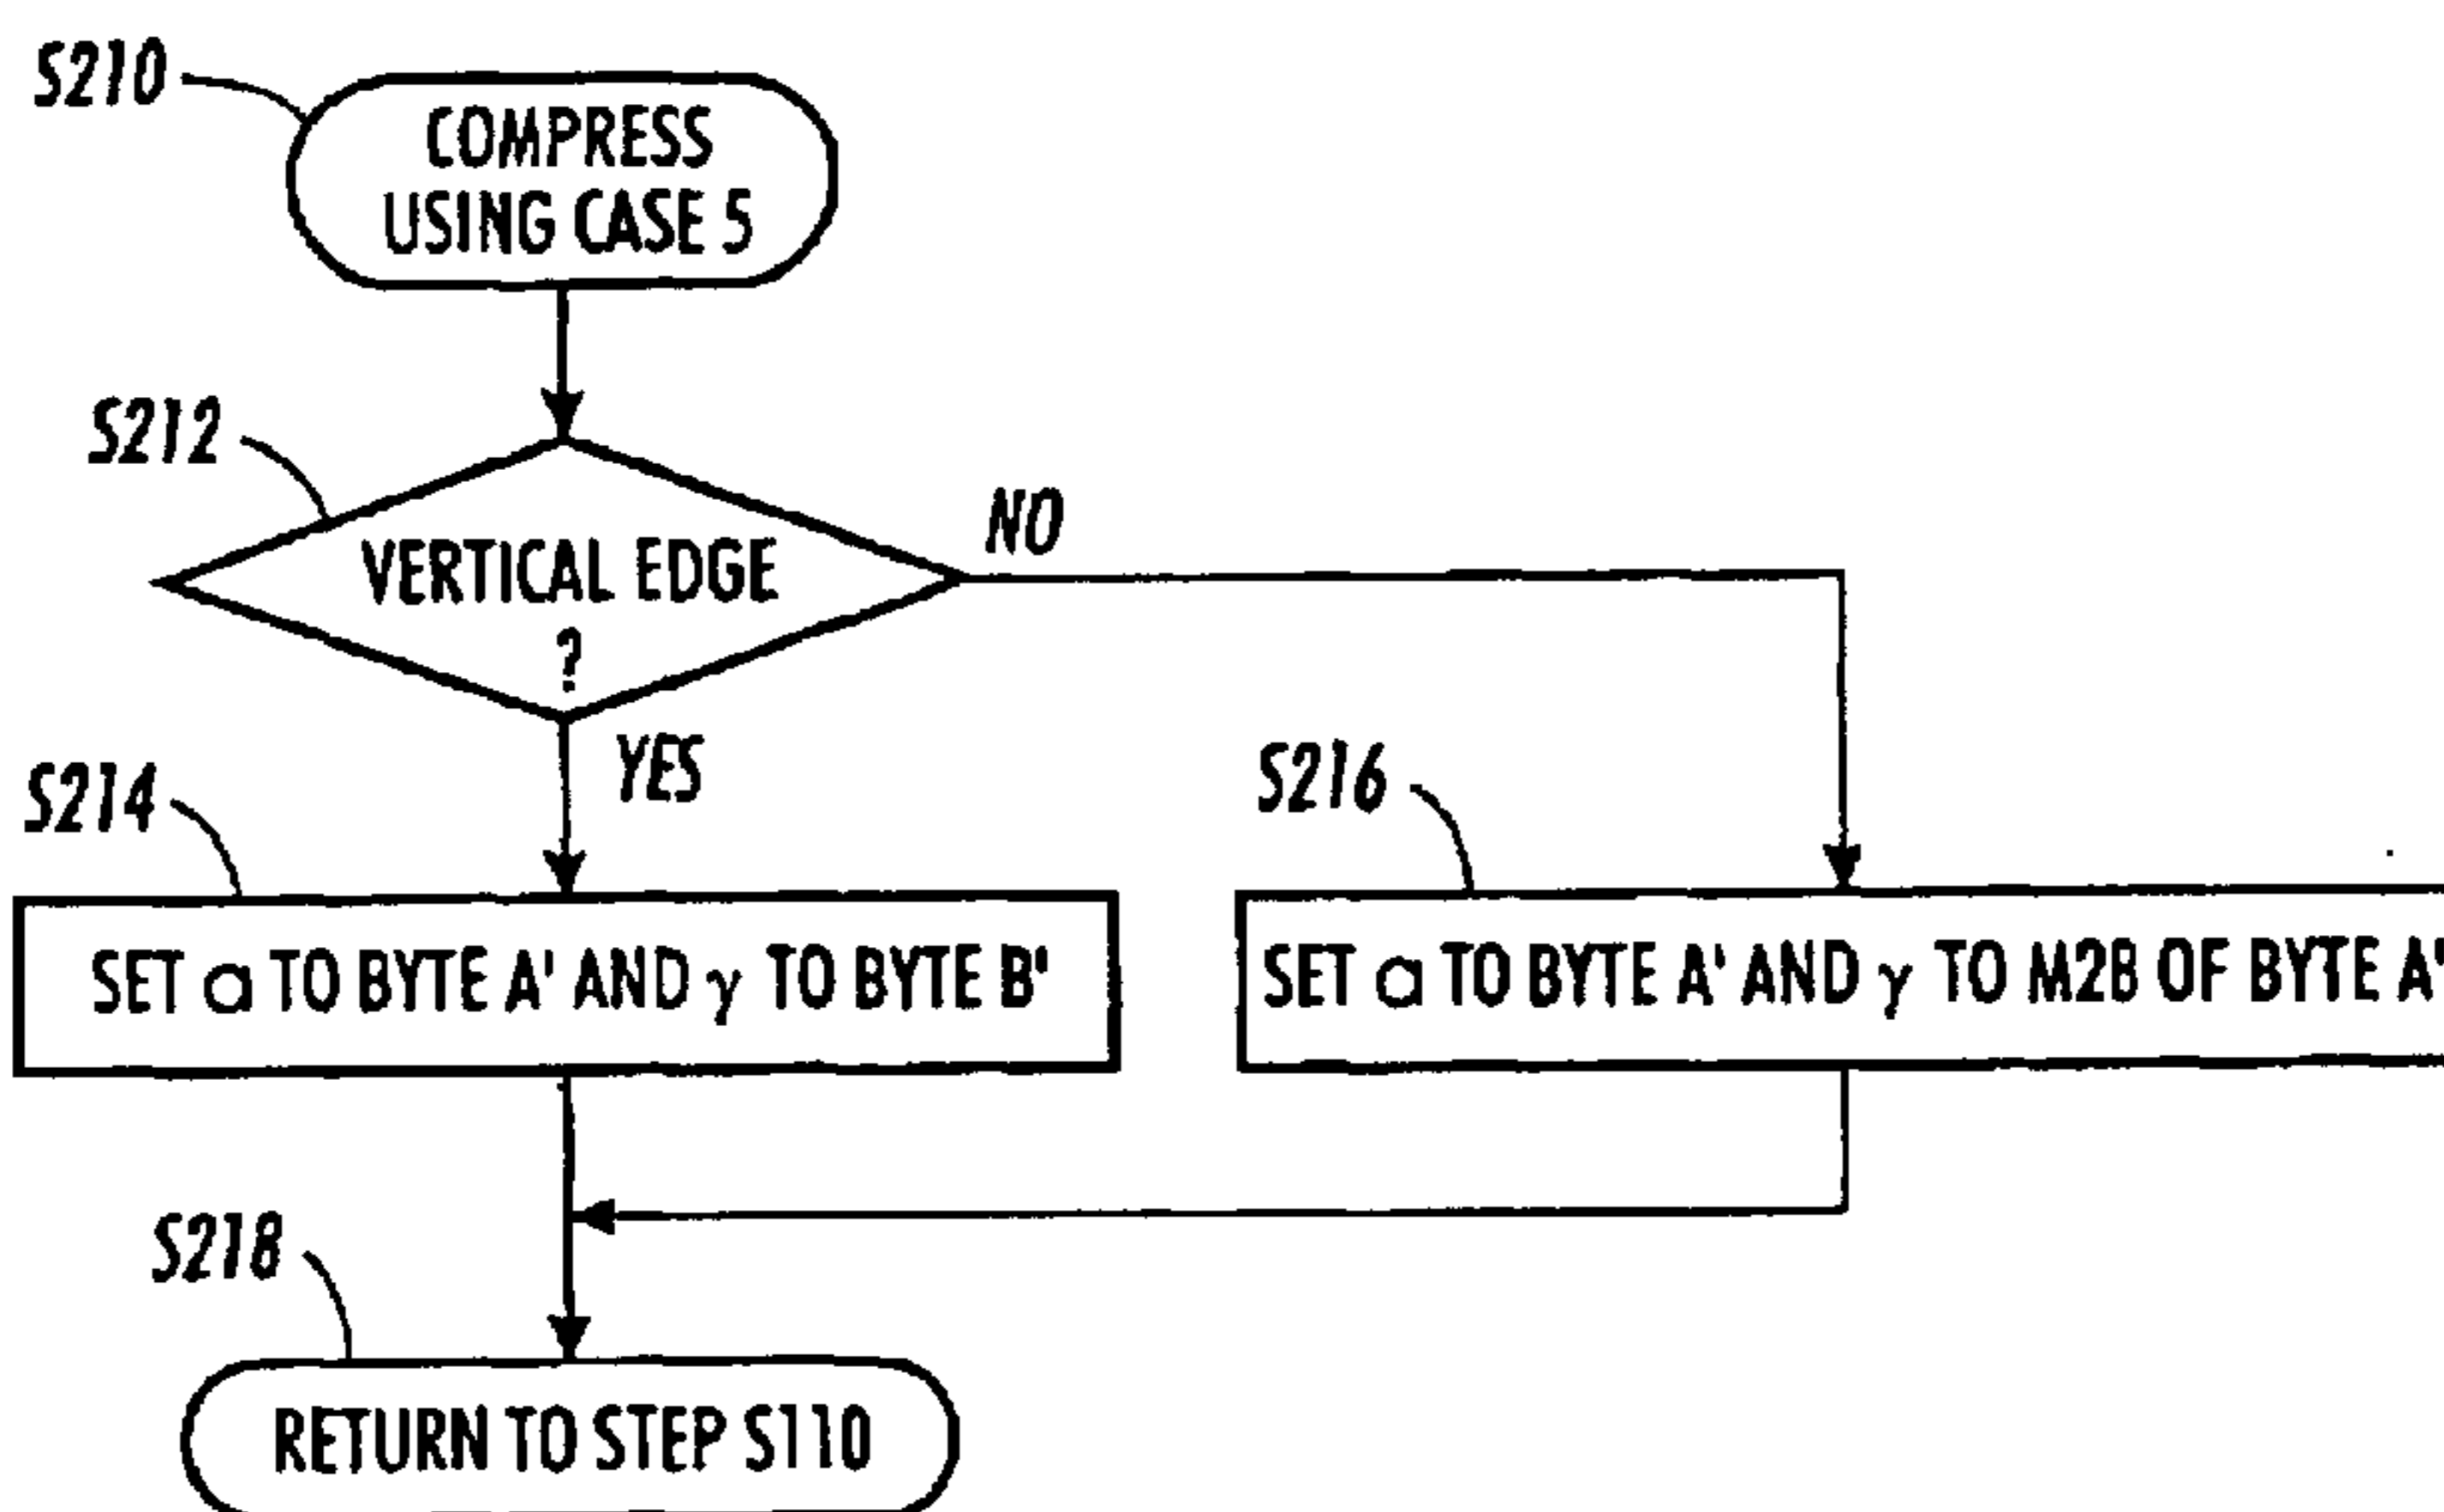 S210
COMPRESS
USING CASE 5
S212
VERTICAL EDGE
?
NO
YES
S214
S216
SET α TO BYTE A' AND γ TO BYTE B'
SET α TO BYTE A' AND γ TO M2B OF BYTE A'
S218
RETURN TO STEP S110